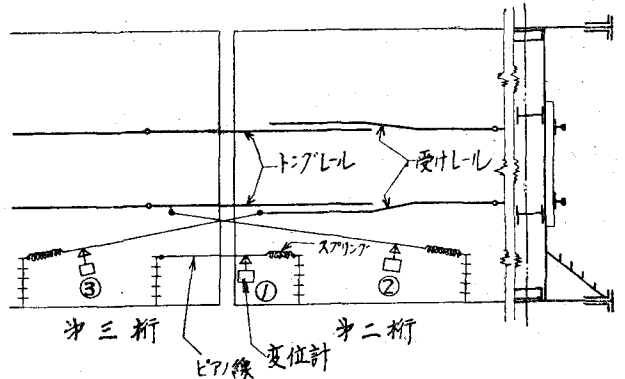 トングレール
受けレール
スプリング
③
①
②
第三桁
第二桁
ピアノ線
変位計